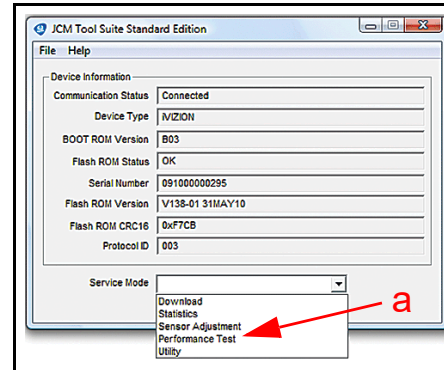 JCM Tool Suite Standard Edition
File Help
Device Information
Communication Status Connected
Device Type iVIZION
BOOT ROM Version B03
Flash ROM Status OK
Serial Number 091000000295
Flash ROM Version V138-01 31MAY10
Flash ROM CRC16 0xF7CB
Protocol ID 003
Service Mode
Download
Statistics
Sensor Adjustment
Performance Test
Utility
a